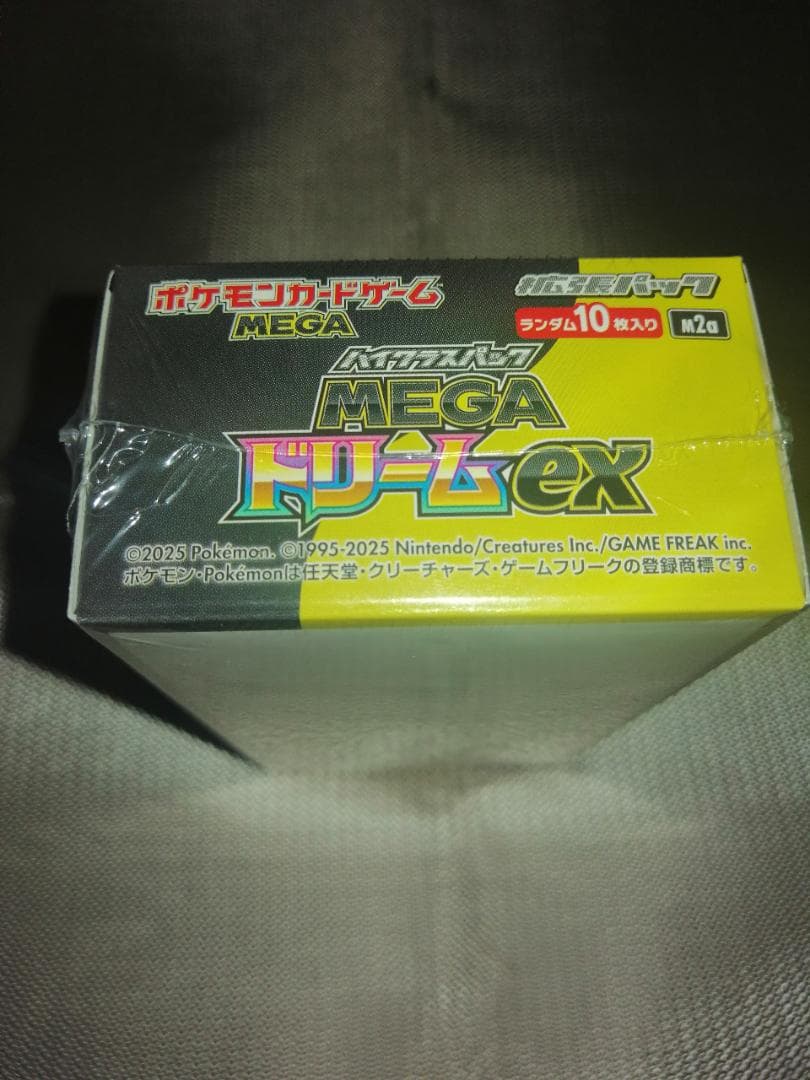 ポケモンカードゲーム
MEGA
拡張パック
ランダム10枚入り M2a
ハイクラスパック
MEGA
ドリームex
©2025 Pokémon. ©1995-2025 Nintendo/Creatures Inc./GAME FREAK inc.
ポケモン・Pokémonは任天堂・クリーチャーズ・ゲームフリークの登録商標です。